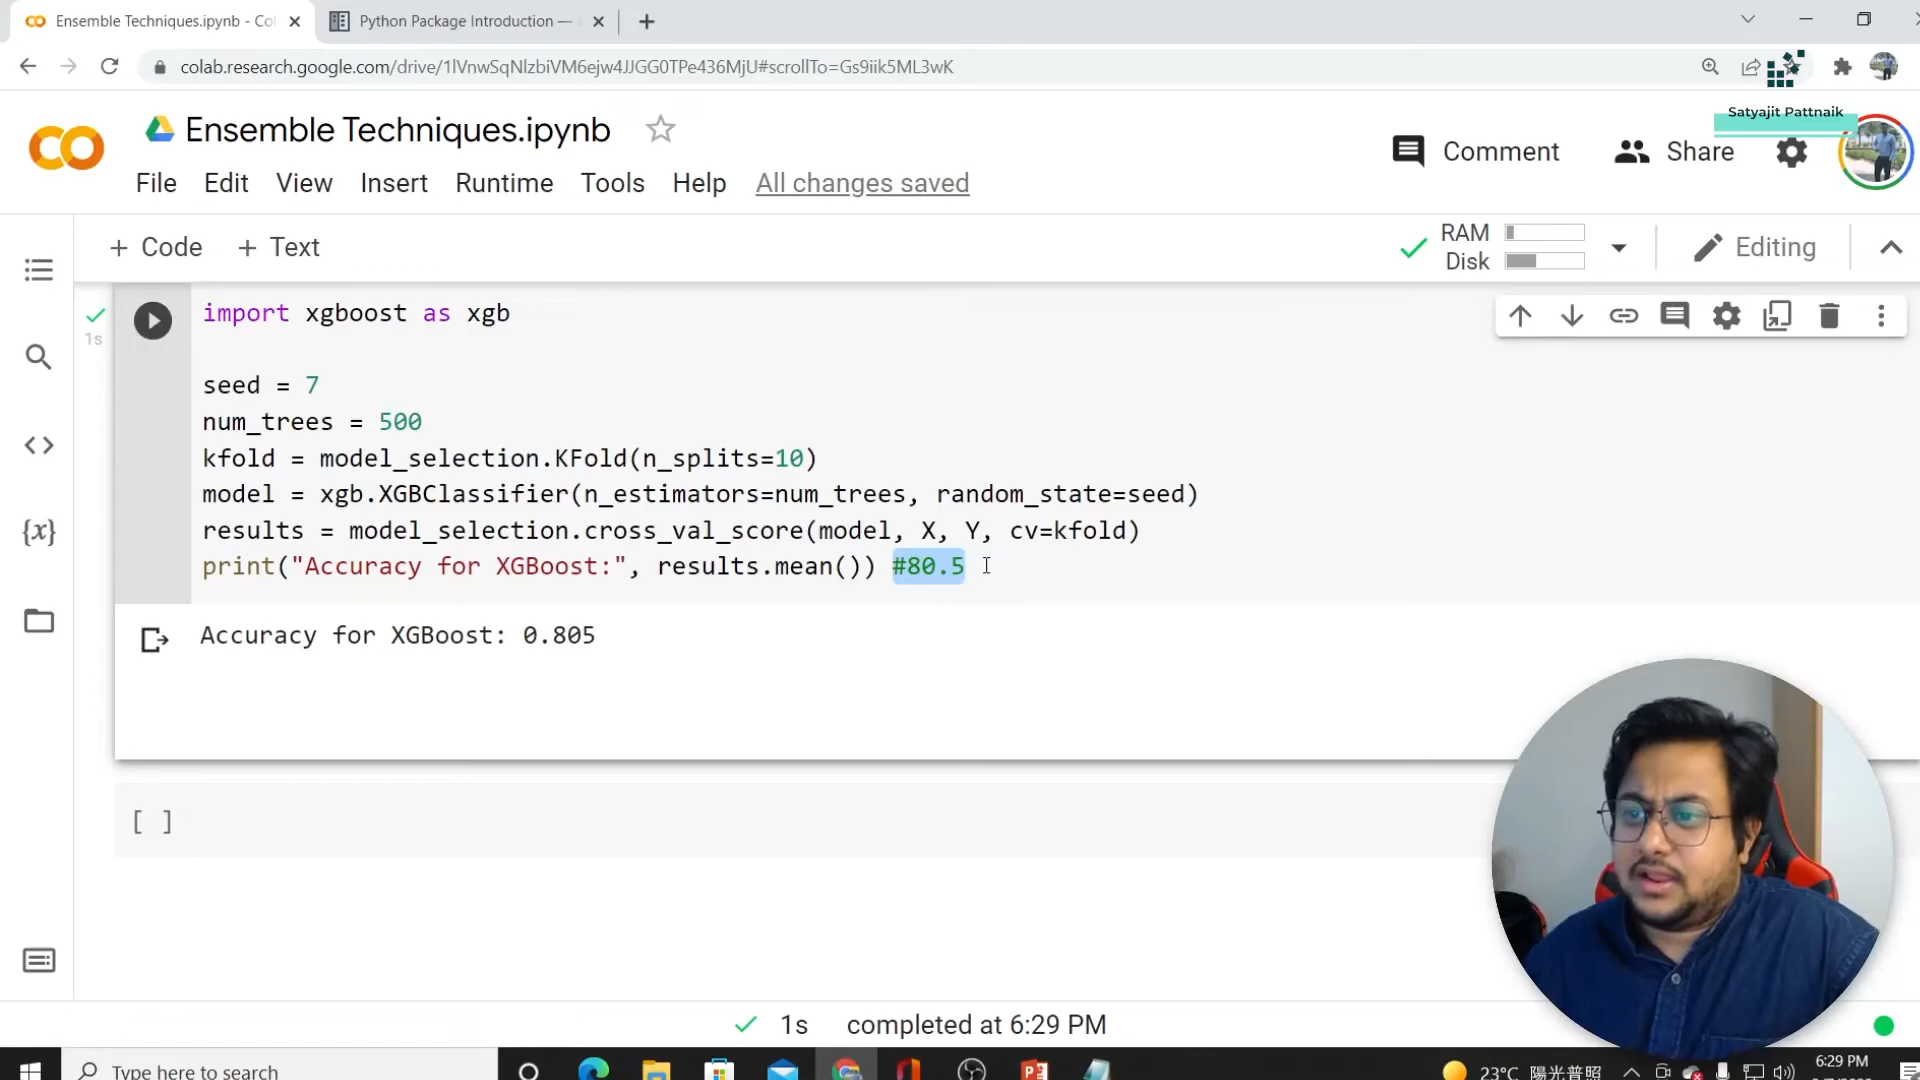 Ensemble Techniques.ipynb - Co
Python Package Introduction —
colab.research.google.com/drive/1lVnwSqNlzbiVM6ejw4JJGG0TPe436MjU#scrollTo=Gs9iik5ML3wK
Satyajit Pattnaik
CO
Ensemble Techniques.ipynb
Comment
Share
File Edit View Insert Runtime Tools Help All changes saved
+ Code + Text
RAM
Disk
Editing
1s
import xgboost as xgb
seed = 7
num_trees = 500
kfold = model_selection.KFold(n_splits=10)
model = xgb.XGBClassifier(n_estimators=num_trees, random_state=seed)
results = model_selection.cross_val_score(model, X, Y, cv=kfold)
print("Accuracy for XGBoost:", results.mean()) #80.5
{x}
Accuracy for XGBoost: 0.805
[ ]
1s completed at 6:29 PM
Type here to search
23°C 陽光普照
6:29 PM